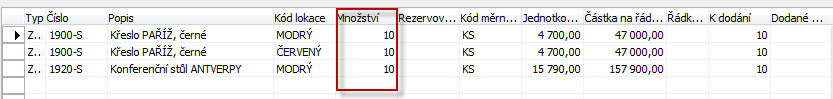 Typ Číslo Popis Kód lokace Množství Rezervov... Kód měrn... Jednotko... Částka na řád... Řádk... K dodání Dodané ...
Z.. 1900-S Křeslo PAŘÍŽ, černé MODRÝ 10 KS 4 700,00 47 000,00 10
Z.. 1900-S Křeslo PAŘÍŽ, černé ČERVENÝ 10 KS 4 700,00 47 000,00 10
Z.. 1920-S Konferenční stůl ANTVERPY MODRÝ 10 KS 15 790,00 157 900,00 10